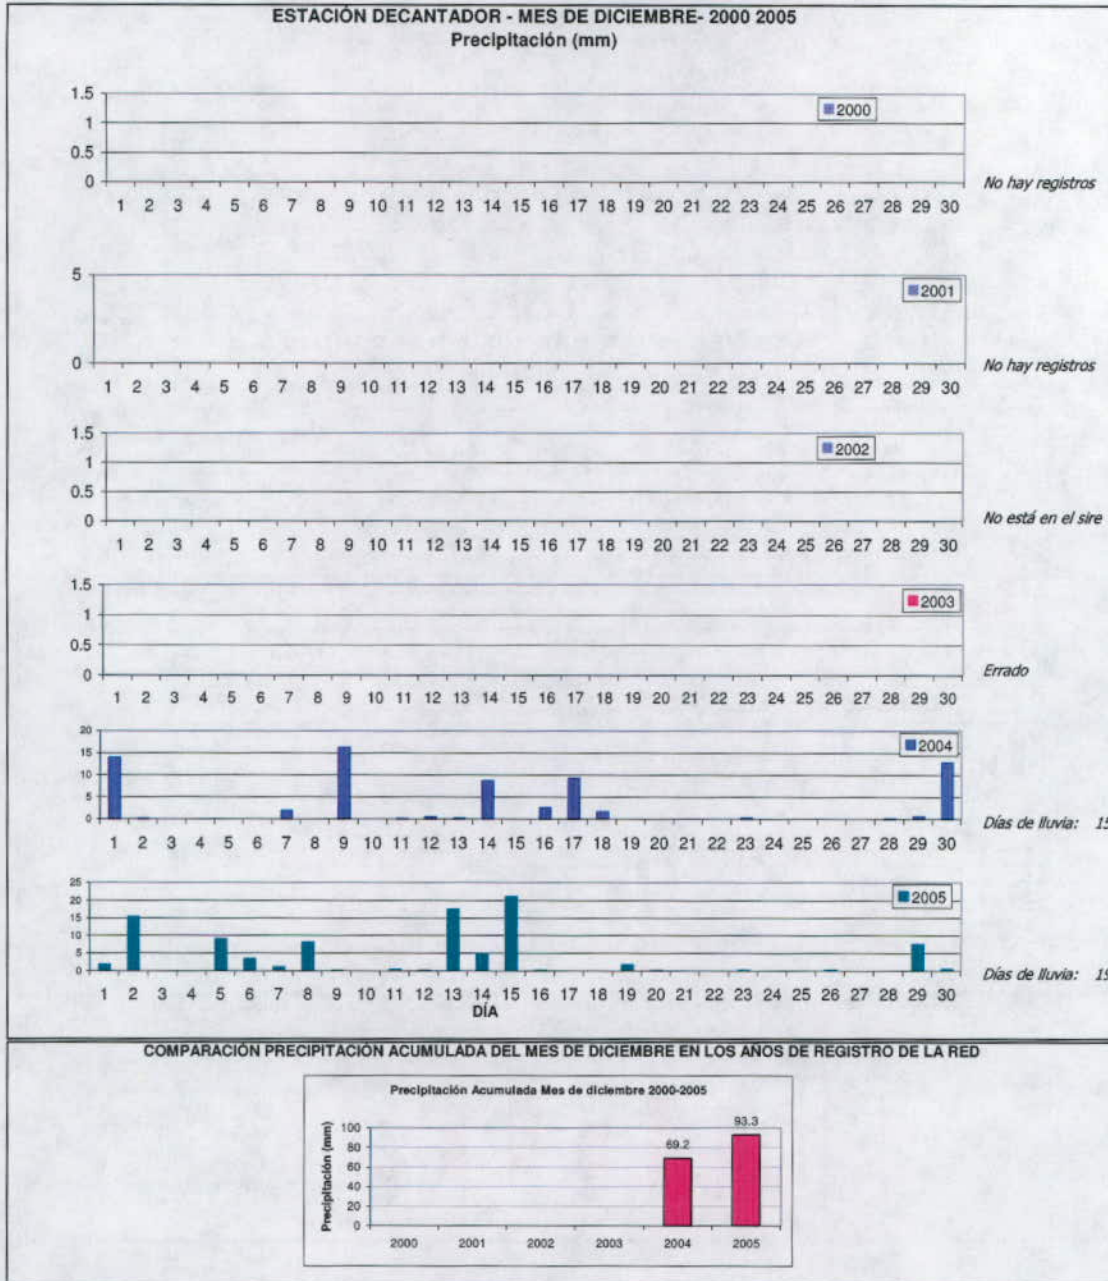 ESTACIÓN DECANTADOR - MES DE DICIEMBRE- 2000 2005
Precipitación (mm)
1.5
2000
1
0.5
0
No hay registros
1 2 3 4 5 6 7 8 9 10 11 12 13 14 15 16 17 18 19 20 21 22 23 24 25 26 27 28 29 30
5
2001
0
No hay registros
1 2 3 4 5 6 7 8 9 10 11 12 13 14 15 16 17 18 19 20 21 22 23 24 25 26 27 28 29 30
1.5
2002
1
0.5
0
No está en el sire
1 2 3 4 5 6 7 8 9 10 11 12 13 14 15 16 17 18 19 20 21 22 23 24 25 26 27 28 29 30
1.5
2003
1
0.5
0
Errado
1 2 3 4 5 6 7 8 9 10 11 12 13 14 15 16 17 18 19 20 21 22 23 24 25 26 27 28 29 30
20
2004
15
10
5
0
Días de lluvia: 15
1 2 3 4 5 6 7 8 9 10 11 12 13 14 15 16 17 18 19 20 21 22 23 24 25 26 27 28 29 30
25
2005
20
15
10
5
0
Días de lluvia: 19
1 2 3 4 5 6 7 8 9 10 11 12 13 14 15 16 17 18 19 20 21 22 23 24 25 26 27 28 29 30
DÍA
COMPARACIÓN PRECIPITACIÓN ACUMULADA DEL MES DE DICIEMBRE EN LOS AÑOS DE REGISTRO DE LA RED
Precipitación Acumulada Mes de diciembre 2000-2005
Precipitación (mm)
100
80
60
40
20
0
69.2
93.3
2000 2001 2002 2003 2004 2005